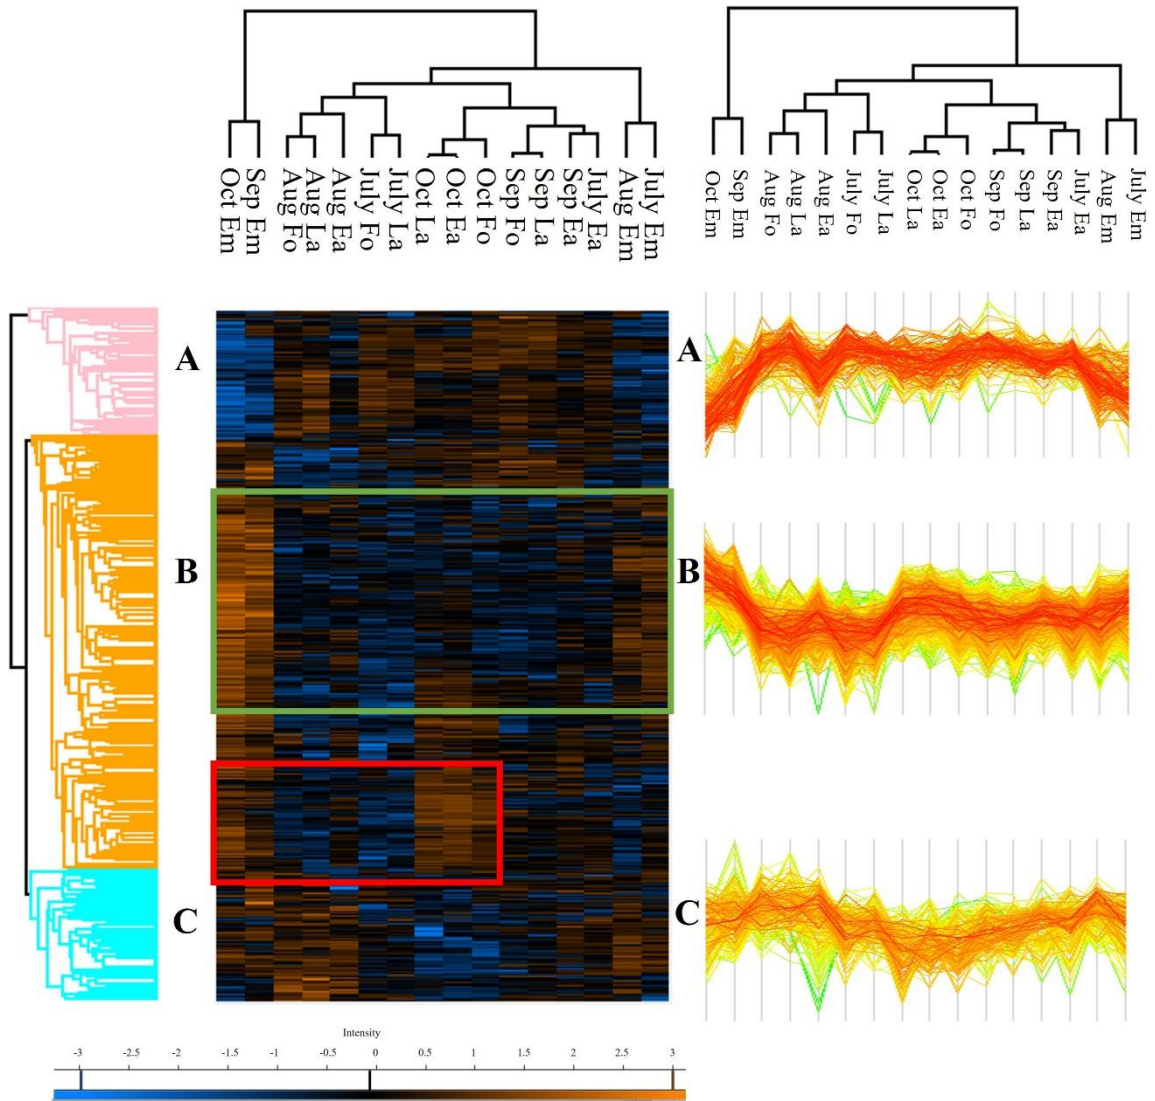 Oct Em
Sep Em
Aug Fo
Aug La
Aug Ea
July Fo
July La
Oct La
Oct Ea
Oct Fo
Sep Fo
Sep La
Sep Ea
July Ea
Aug Em
July Em
Oct Em
Sep Em
Aug Fo
Aug La
Aug Ea
July Fo
July La
Oct La
Oct Ea
Oct Fo
Sep Fo
Sep La
Sep Ea
July Ea
Aug Em
July Em
A
A
B
B
C
C
Intensity
-3 -2.5 -2 -1.5 -1 -0.5 0 0.5 1 1.5 2 2.5 3